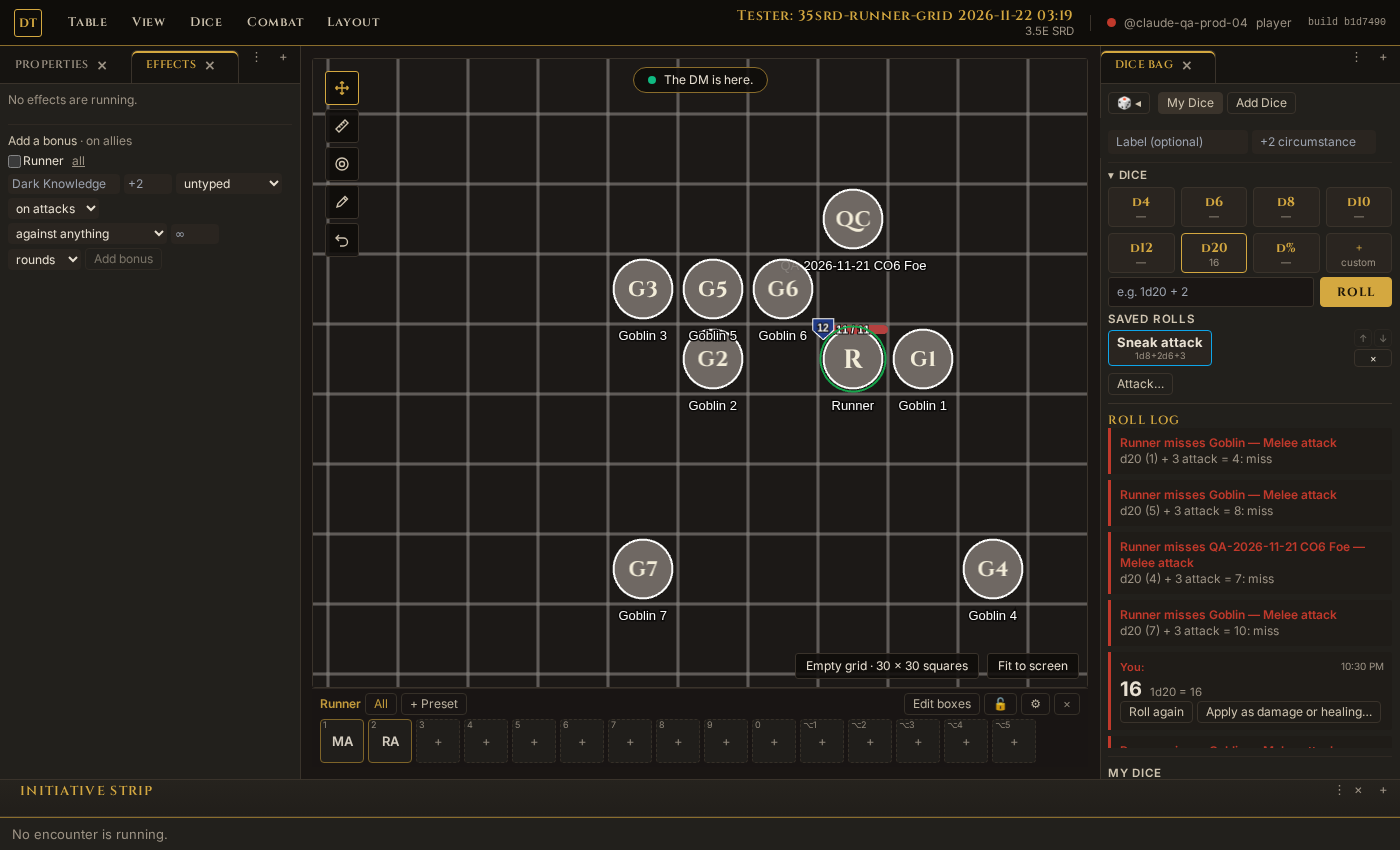 DT
TABLE VIEW DICE COMBAT LAYOUT
TESTER: 35SRD-RUNNER-GRID 2026-11-22 03:19
3.5E SRD
@claude-qa-prod-04 player build b1d7490
PROPERTIES × EFFECTS × ⋮ +
No effects are running.
Add a bonus · on allies
Runner all
Dark Knowledge +2 untyped
on attacks
against anything ∞
rounds Add bonus
The DM is here.
QC
QA-2026-11-21 CO6 Foe
G3 G5 G6
Goblin 3 Goblin 5 Goblin 6
12 11 / 11
G2 R G1
Goblin 2 Runner Goblin 1
G7 G4
Goblin 7 Goblin 4
Empty grid · 30 × 30 squares Fit to screen
Runner All + Preset Edit boxes ×
1 2 3 4 5 6 7 8 9 0 ⌥1 ⌥2 ⌥3 ⌥4 ⌥5
MA RA + + + + + + + + + + + + +
DICE BAG × ⋮ +
My Dice Add Dice
Label (optional) +2 circumstance
▾ DICE
D4 D6 D8 D10
— — — —
D12 D20 D% +
— 16 — custom
e.g. 1d20 + 2 ROLL
SAVED ROLLS
Sneak attack ↑ ↓
1d8+2d6+3 ×
Attack...
ROLL LOG
Runner misses Goblin — Melee attack
d20 (1) + 3 attack = 4: miss
Runner misses Goblin — Melee attack
d20 (5) + 3 attack = 8: miss
Runner misses QA-2026-11-21 CO6 Foe —
Melee attack
d20 (4) + 3 attack = 7: miss
Runner misses Goblin — Melee attack
d20 (7) + 3 attack = 10: miss
You: 10:30 PM
16 1d20 = 16
Roll again Apply as damage or healing...
MY DICE
INITIATIVE STRIP ⋮ × +
No encounter is running.